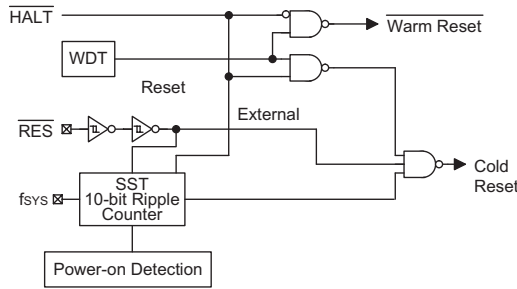 HALT
Warm Reset
WDT
Reset
External
RES
Cold
Reset
SST
10-bit Ripple
Counter
fSYS
Power-on Detection